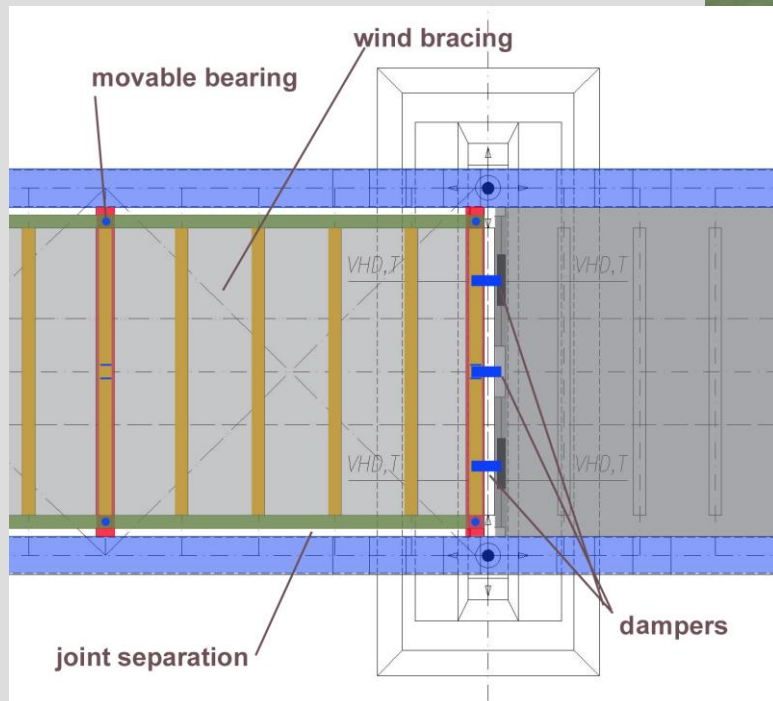 wind bracing
movable bearing
VHD,T VHD,T
VHD,T VHD,T
dampers
joint separation